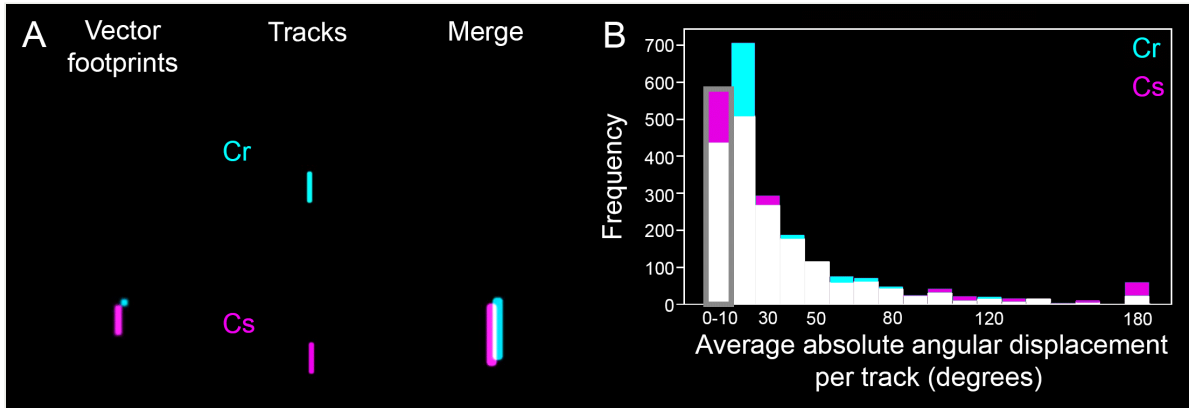 A
Vector
footprints
Tracks
Merge
Cr
Cs
B
Cr
Cs
Frequency
700
600
500
400
300
200
100
0
0-10 30 50 80 120 180
Average absolute angular displacement
per track (degrees)